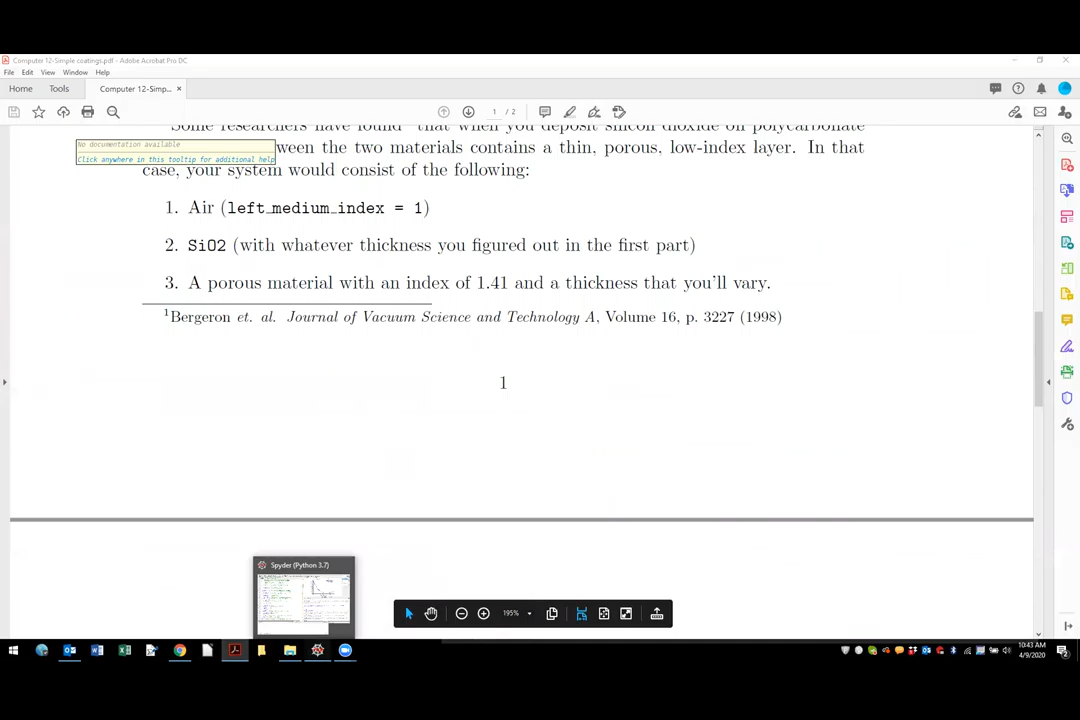 Computer 12-Simple coatings.pdf - Adobe Acrobat Pro DC
File Edit View Window Help
Home Tools Computer 12-Simp... ×
1 / 2
Some researchers have found that when you deposit silicon dioxide on polycarbonate
No documentation available
Click anywhere in this tooltip for additional help
ween the two materials contains a thin, porous, low-index layer. In that
case, your system would consist of the following:
1. Air (left_medium_index = 1)
2. SiO2 (with whatever thickness you figured out in the first part)
3. A porous material with an index of 1.41 and a thickness that you'll vary.
1Bergeron et. al. Journal of Vacuum Science and Technology A, Volume 16, p. 3227 (1998)
1
Spyder (Python 3.7)
195%
10:43 AM
4/9/2020